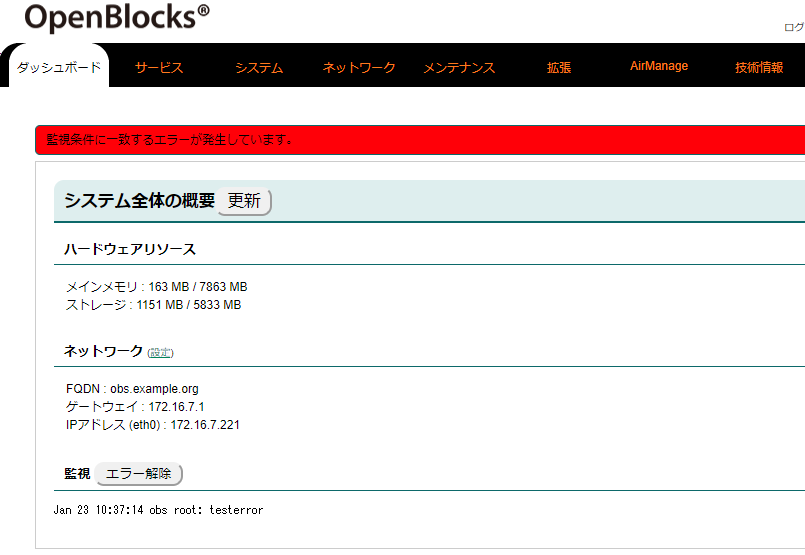 OpenBlocks®
ログ
ダッシュボード サービス システム ネットワーク メンテナンス 拡張 AirManage 技術情報
監視条件に一致するエラーが発生しています。
システム全体の概要 更新
ハードウェアリソース
メインメモリ : 163 MB / 7863 MB
ストレージ : 1151 MB / 5833 MB
ネットワーク (設定)
FQDN : obs.example.org
ゲートウェイ : 172.16.7.1
IPアドレス (eth0) : 172.16.7.221
監視 エラー解除
Jan 23 10:37:14 obs root: testerror